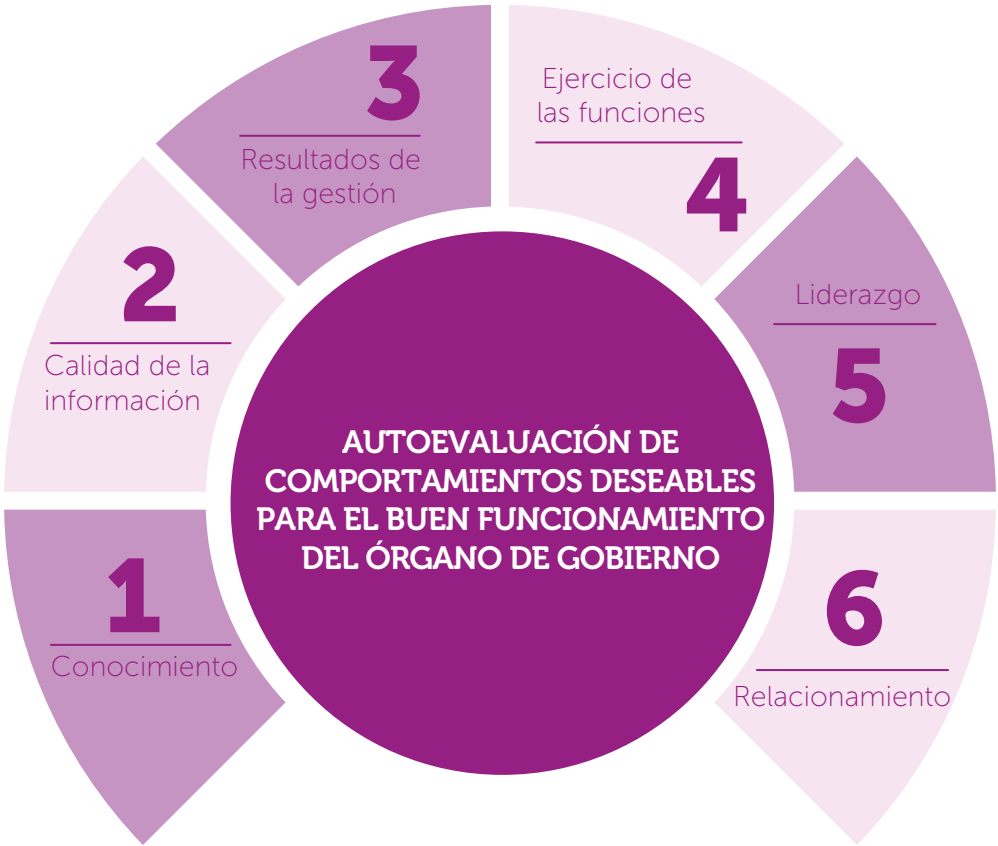 1
Conocimiento
2
Calidad de la
información
3
Resultados de
la gestión
Ejercicio de
las funciones
4
Liderazgo
5
6
Relacionamiento
AUTOEVALUACIÓN DE
COMPORTAMIENTOS DESEABLES
PARA EL BUEN FUNCIONAMIENTO
DEL ÓRGANO DE GOBIERNO